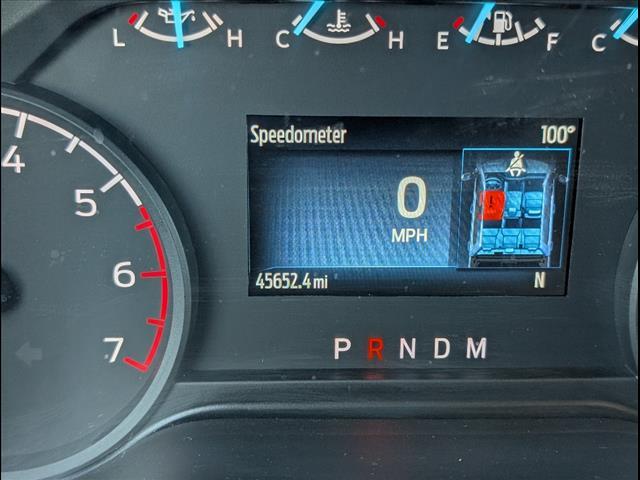 L H C H E F C
Speedometer 100°
4
5
0
MPH
6
45652.4 mi N
7
P R N D M